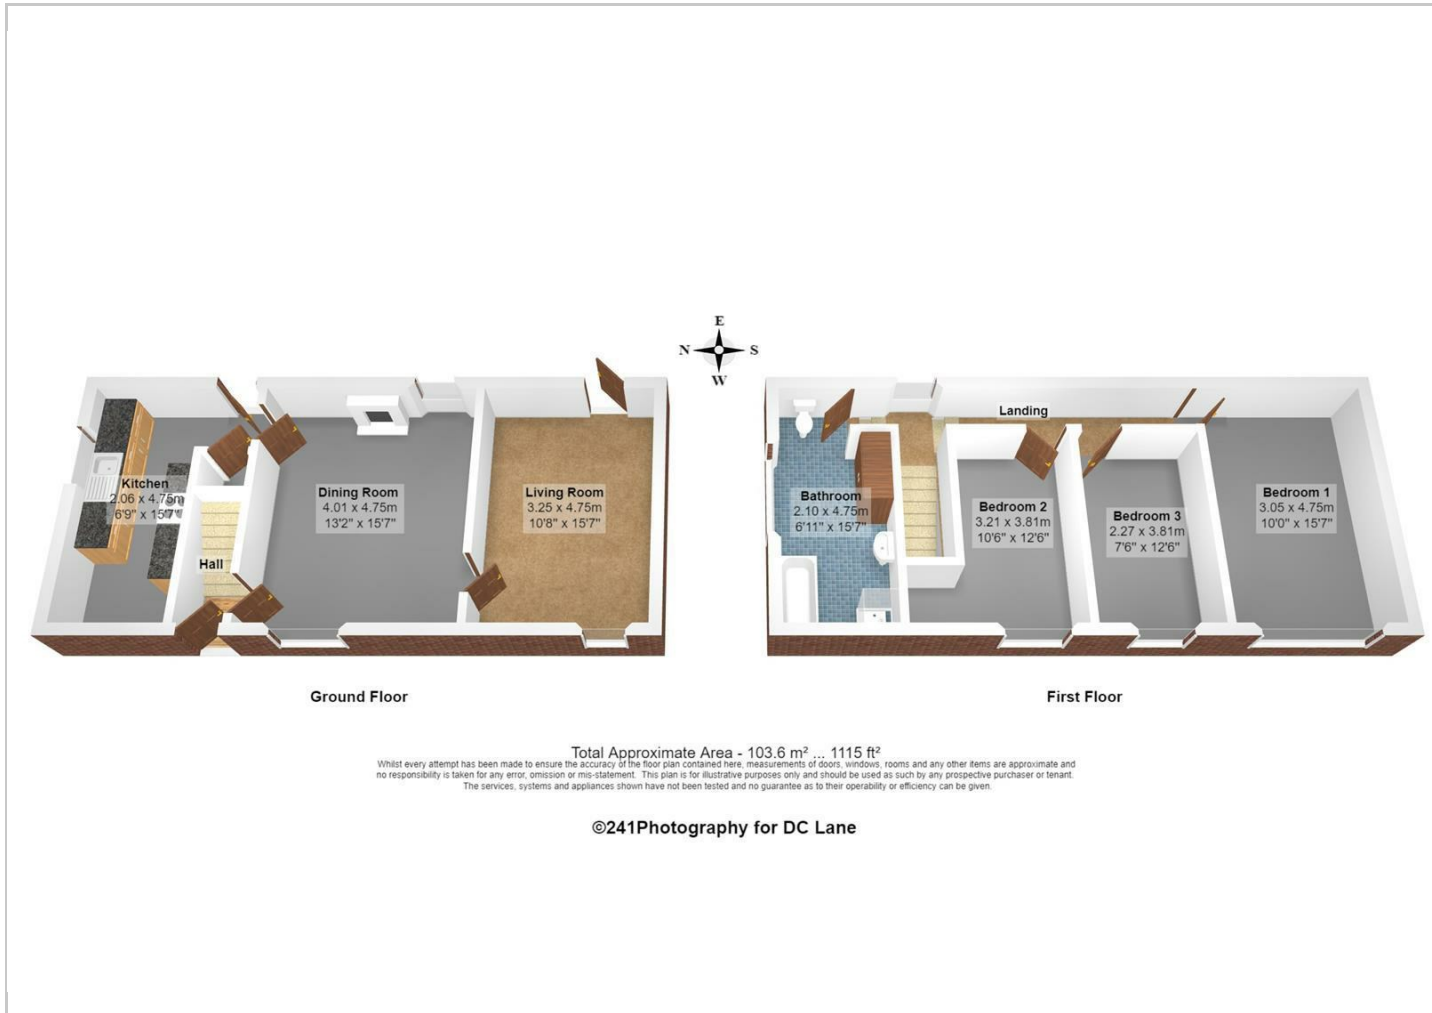 E
N S
W
Kitchen
2.06 x 4.75m
6'9" x 15'7"
Hall
Dining Room
4.01 x 4.75m
13'2" x 15'7"
Living Room
3.25 x 4.75m
10'8" x 15'7"
Ground Floor
Landing
Bathroom
2.10 x 4.75m
6'11" x 15'7"
Bedroom 2
3.21 x 3.81m
10'6" x 12'6"
Bedroom 3
2.27 x 3.81m
7'6" x 12'6"
Bedroom 1
3.05 x 4.75m
10'0" x 15'7"
First Floor
Total Approximate Area - 103.6 m² ... 1115 ft²
Whilst every attempt has been made to ensure the accuracy of the floor plan contained here, measurements of doors, windows, rooms and any other items are approximate and
no responsibility is taken for any error, omission or mis-statement. This plan is for illustrative purposes only and should be used as such by any prospective purchaser or tenant.
The services, systems and appliances shown have not been tested and no guarantee as to their operability or efficiency can be given.
©241Photography for DC Lane